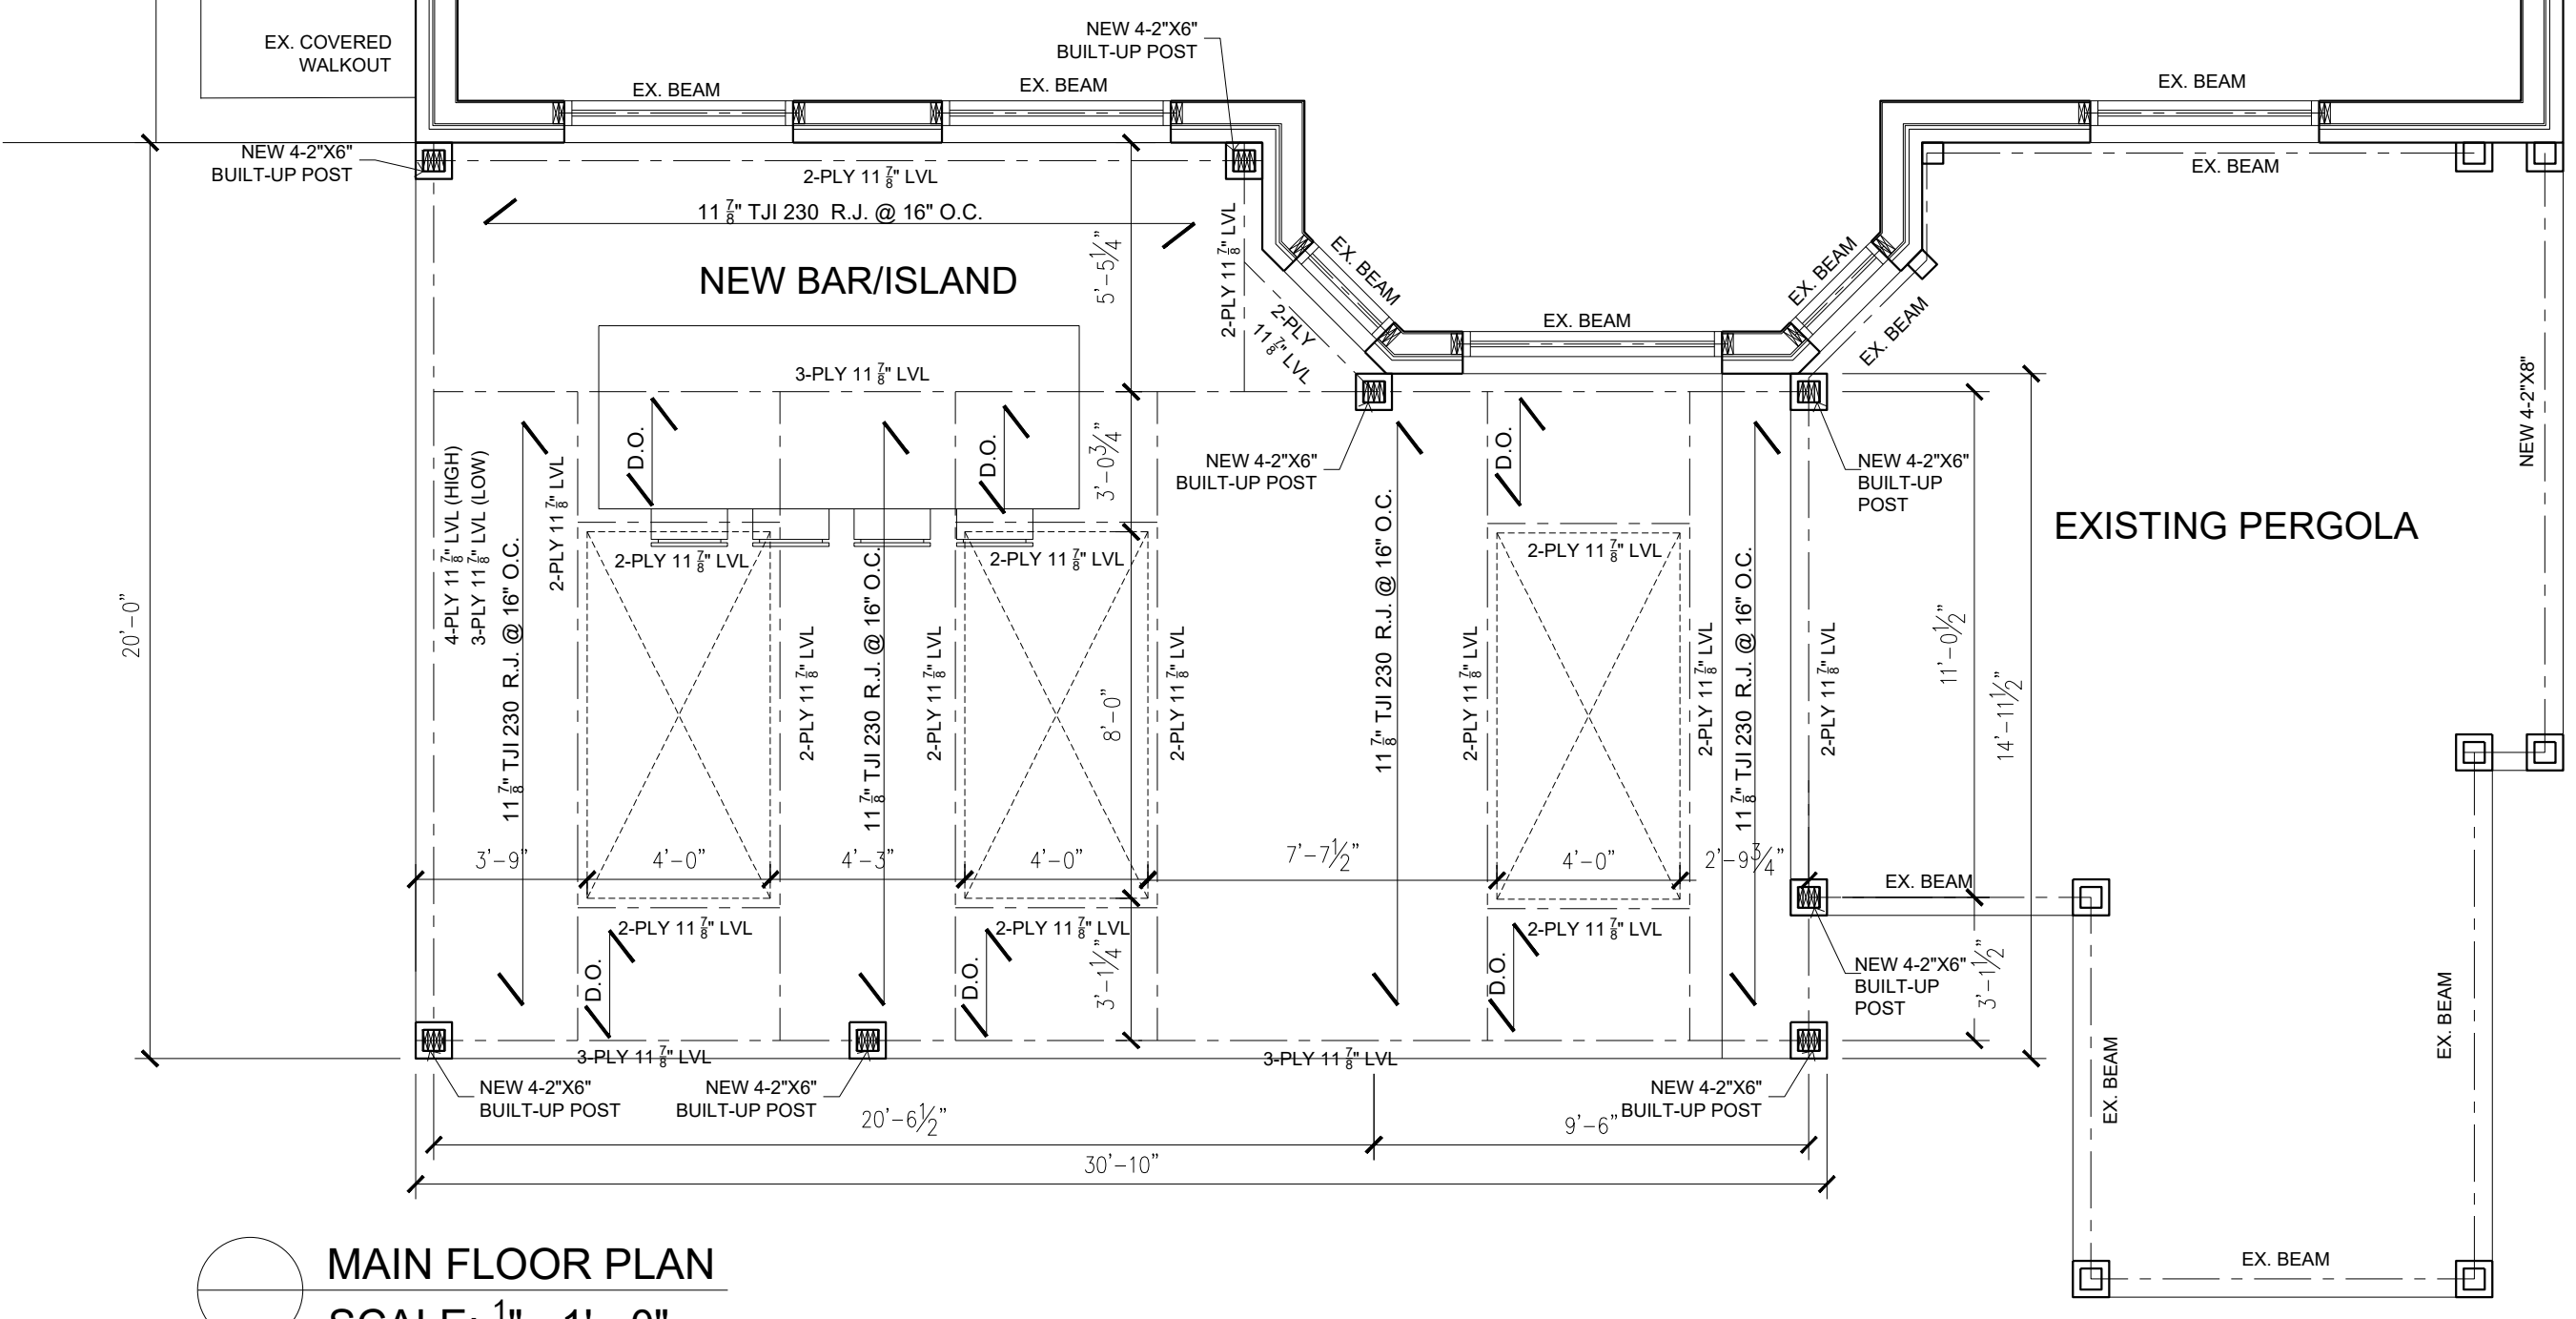 EX. COVERED
WALKOUT
NEW 4-2"X6"
BUILT-UP POST
EX. BEAM
EX. BEAM
EX. BEAM
NEW 4-2"X6"
BUILT-UP POST
2-PLY 11 7/8" LVL
EX. BEAM
11 7/8" TJI 230 R.J. @ 16" O.C.
NEW BAR/ISLAND
5'-5 1/4"
2-PLY 11 7/8" LVL
2-PLY
11 7/8" LVL
EX. BEAM
EX. BEAM
EX. BEAM
EX. BEAM
3-PLY 11 7/8" LVL
NEW 4-2"X8"
D.O.
D.O.
D.O.
3'-0 3/4"
NEW 4-2"X6"
BUILT-UP POST
NEW 4-2"X6"
BUILT-UP
POST
EXISTING PERGOLA
4-PLY 11 7/8" LVL (HIGH)
3-PLY 11 7/8" LVL (LOW)
11 7/8" TJI 230 R.J. @ 16" O.C.
2-PLY 11 7/8" LVL
2-PLY 11 7/8" LVL
2-PLY 11 7/8" LVL
2-PLY 11 7/8" LVL
20'-0"
2-PLY 11 7/8" LVL
11 7/8" TJI 230 R.J. @ 16" O.C.
2-PLY 11 7/8" LVL
8'-0"
2-PLY 11 7/8" LVL
11 7/8" TJI 230 R.J. @ 16" O.C.
2-PLY 11 7/8" LVL
2-PLY 11 7/8" LVL
11 7/8" TJI 230 R.J. @ 16" O.C.
2-PLY 11 7/8" LVL
11'-0 1/2"
14'-11 1/2"
3'-9"
4'-0"
4'-3"
4'-0"
7'-7 1/2"
4'-0"
2'-9 3/4"
EX. BEAM
2-PLY 11 7/8" LVL
2-PLY 11 7/8" LVL
2-PLY 11 7/8" LVL
D.O.
D.O.
D.O.
3'-1 1/4"
NEW 4-2"X6"
BUILT-UP
POST
3'-1 1/2"
EX. BEAM
EX. BEAM
3-PLY 11 7/8" LVL
3-PLY 11 7/8" LVL
NEW 4-2"X6"
BUILT-UP POST
NEW 4-2"X6"
BUILT-UP POST
NEW 4-2"X6"
BUILT-UP POST
20'-6 1/2"
9'-6"
30'-10"
EX. BEAM
MAIN FLOOR PLAN